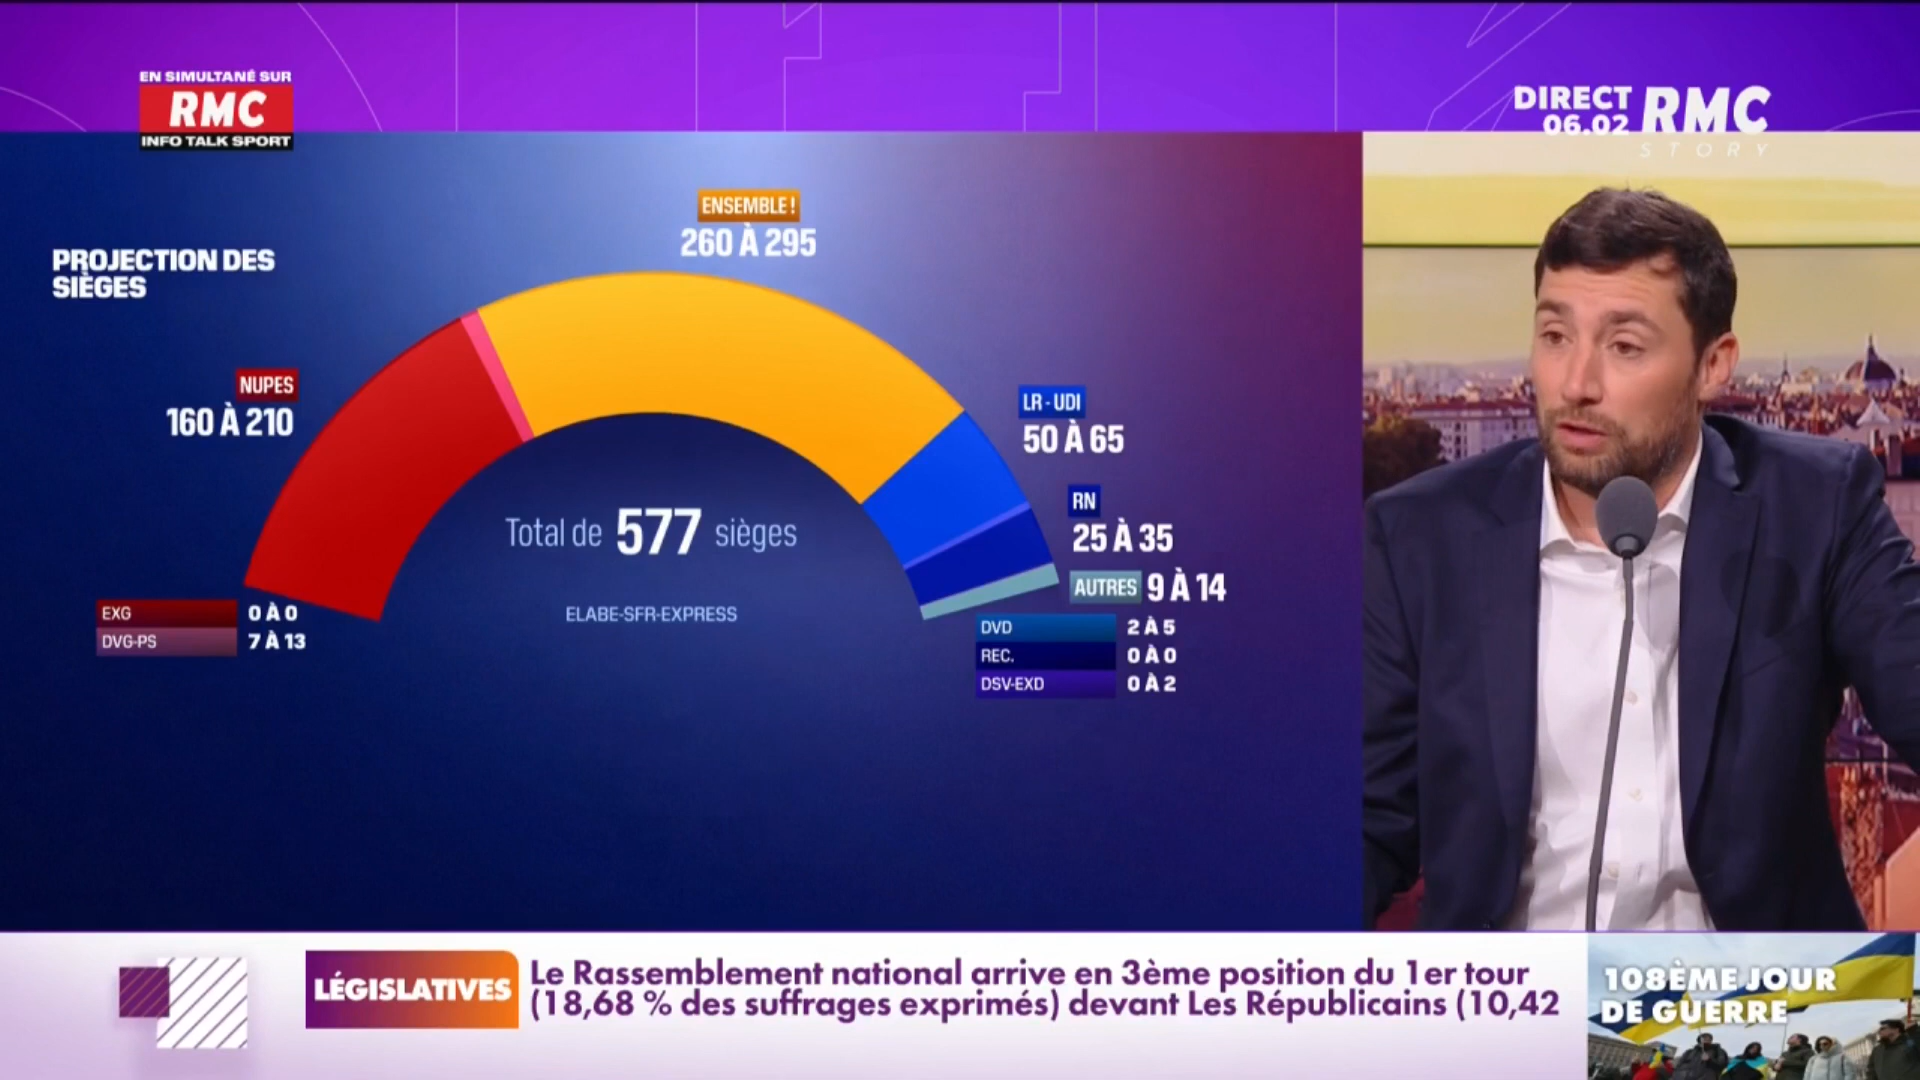 EN SIMULTANÉ SUR
RMC
INFO TALK SPORT
DIRECT
06.02
RMC
STORY
PROJECTION DES
SIÈGES
ENSEMBLE !
260 À 295
NUPES
160 À 210
LR - UDI
50 À 65
RN
25 À 35
AUTRES 9 À 14
Total de 577 sièges
ELABE-SFR-EXPRESS
EXG 0 À 0
DVG-PS 7 À 13
DVD 2 À 5
REC. 0 À 0
DSV-EXD 0 À 2
LÉGISLATIVES
Le Rassemblement national arrive en 3ème position du 1er tour
(18,68 % des suffrages exprimés) devant Les Républicains (10,42
108ÈME JOUR
DE GUERRE